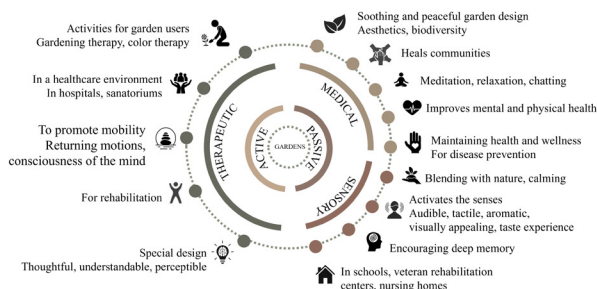 Activities for garden users
Gardening therapy, color therapy
In a healthcare environment
In hospitals, sanatoriums
To promote mobility
Returning motions,
consciousness of the mind
For rehabilitation
Special design
Thoughtful, understandable, perceptible
THERAPEUTIC
ACTIVE
GARDENS
PASSIVE
MEDICAL
SENSORY
Soothing and peaceful garden design
Aesthetics, biodiversity
Heals communities
Meditation, relaxation, chatting
Improves mental and physical health
Maintaining health and wellness
For disease prevention
Blending with nature, calming
Activates the senses
Audible, tactile, aromatic,
visually appealing, taste experience
Encouraging deep memory
In schools, veteran rehabilitation
centers, nursing homes